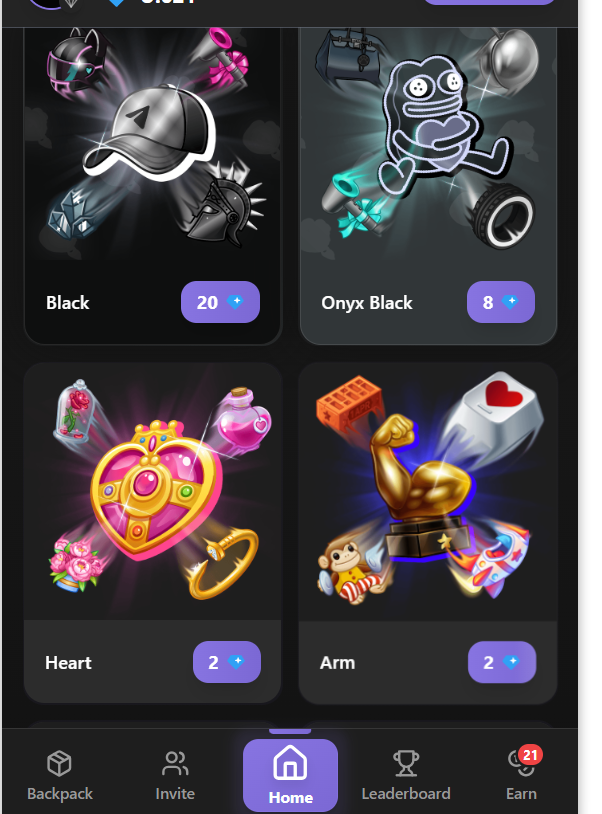 Black
20
Onyx Black
8
Heart
2
Arm
2
Backpack
Invite
Home
Leaderboard
Earn
21